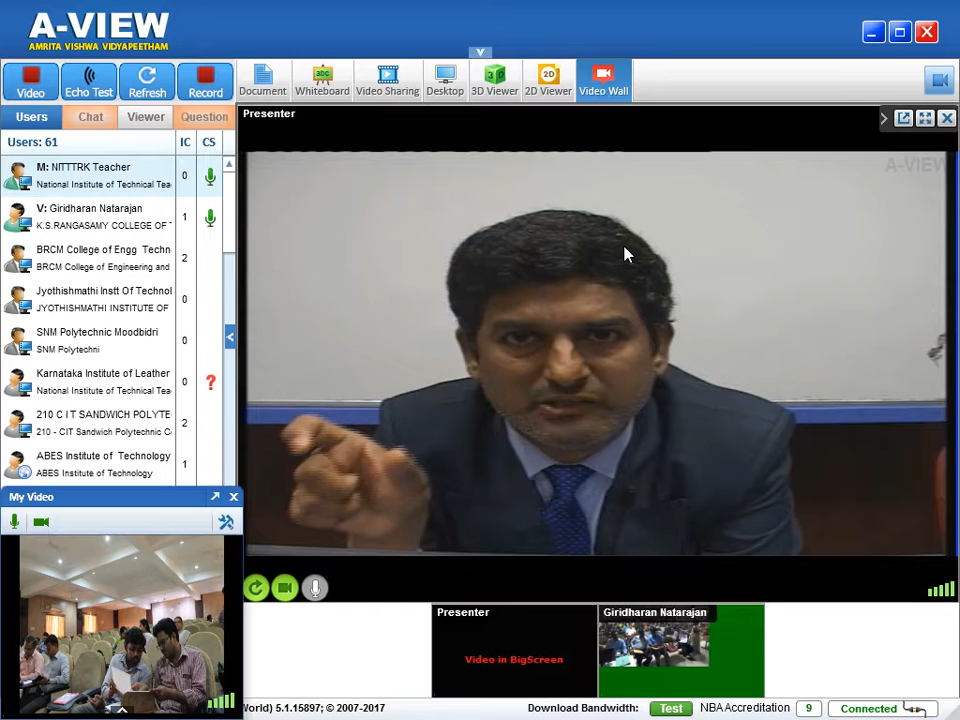 A-VIEW
AMRITA VISHWA VIDYAPEETHAM
Video
Echo Test
Refresh
Record
Document
abc
Whiteboard
Video Sharing
Desktop
3D
3D Viewer
2D
2D Viewer
Video Wall
Users
Chat
Viewer
Question
Users: 61
IC
CS
Presenter
A-VIEW
M: NITTTRK Teacher
National Institute of Technical Tea
0
V: Giridharan Natarajan
K.S.RANGASAMY COLLEGE OF
1
BRCM College of Engg Techn
BRCM College of Engineering and
2
Jyothishmathi Instt Of Technol
JYOTHISHMATHI INSTITUTE OF
0
SNM Polytechnic Moodbidri
SNM Polytechni
0
Karnataka Institute of Leather
National Institute of Technical Tea
0
?
210 C I T SANDWICH POLYTE
210 - CIT Sandwich Polytechnic C
2
ABES Institute of Technology
ABES Institute of Technology
1
My Video
Presenter
Video in BigScreen
Giridharan Natarajan
World) 5.1.15897; © 2007-2017
Download Bandwidth:
Test
NBA Accreditation
9
Connected